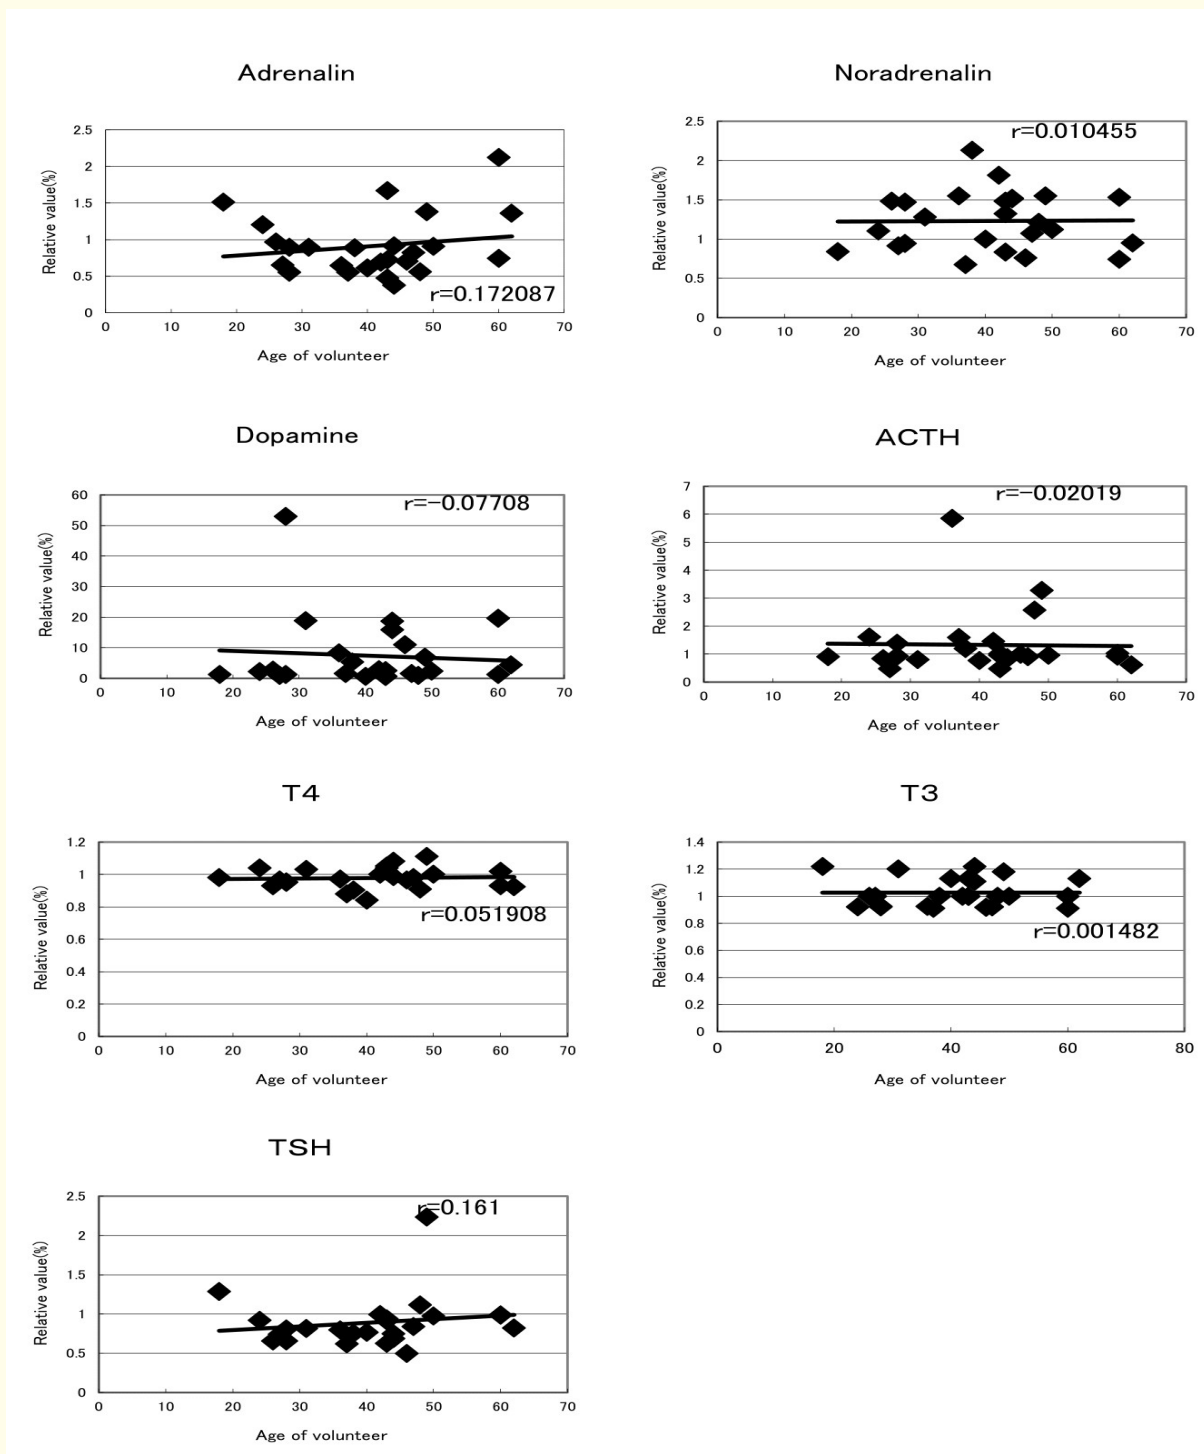 Adrenalin
Relative value(%)
2.5
2
1.5
1
0.5
0
r=0.172087
0 10 20 30 40 50 60 70
Age of volunteer
Noradrenalin
Relative value(%)
2.5
2
1.5
1
0.5
0
r=0.010455
0 10 20 30 40 50 60 70
Age of volunteer
Dopamine
Relative value(%)
60
50
40
30
20
10
0
r=-0.07708
0 10 20 30 40 50 60 70
Age of volunteer
ACTH
Relative value(%)
7
6
5
4
3
2
1
0
r=-0.02019
0 10 20 30 40 50 60 70
Age of volunteer
T4
Relative value(%)
1.2
1
0.8
0.6
0.4
0.2
0
r=0.051908
0 10 20 30 40 50 60 70
Age of volunteer
T3
Relative value(%)
1.4
1.2
1
0.8
0.6
0.4
0.2
0
r=0.001482
0 20 40 60 80
Age of volunteer
TSH
Relative value(%)
2.5
2
1.5
1
0.5
0
r=0.161
0 10 20 30 40 50 60 70
Age of volunteer